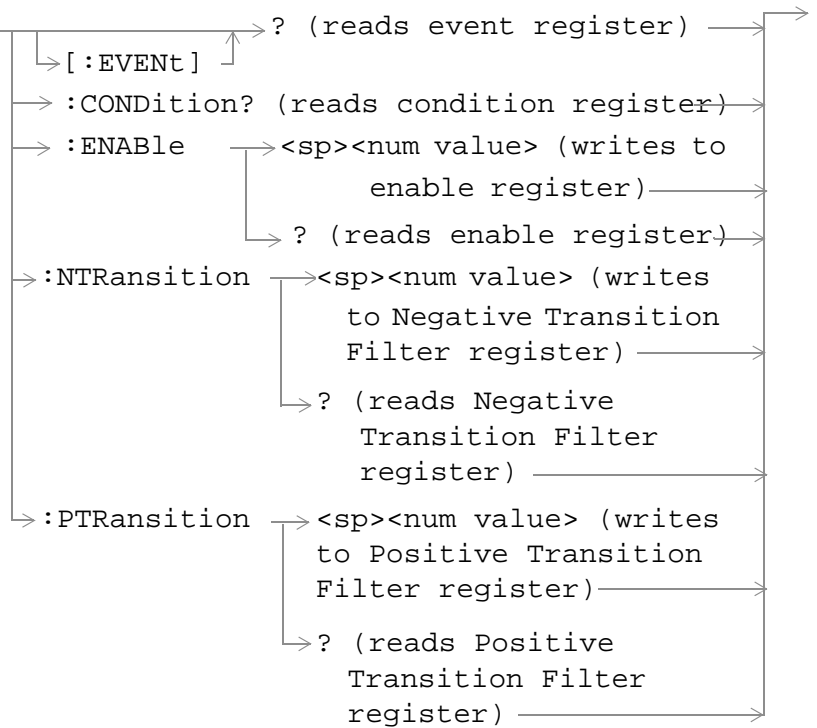 ? (reads event register)
[:EVENt]
:CONDition? (reads condition register)
:ENABle <sp><num value> (writes to
enable register)
? (reads enable register)
:NTRansition <sp><num value> (writes
to Negative Transition
Filter register)
? (reads Negative
Transition Filter
register)
:PTRansition <sp><num value> (writes
to Positive Transition
Filter register)
? (reads Positive
Transition Filter
register)